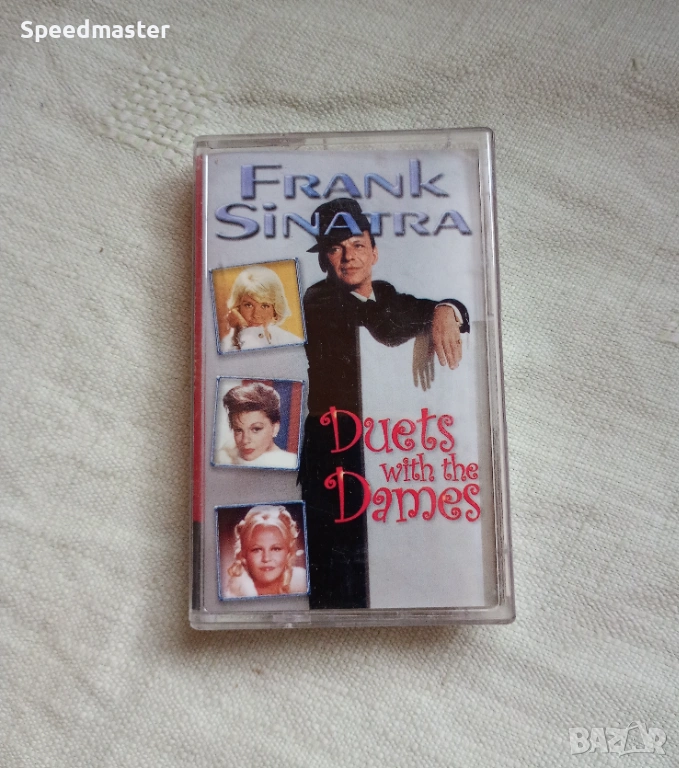 Speedmaster
FRANK
SiNATRA
Duets
with the
Dames
BAZAR